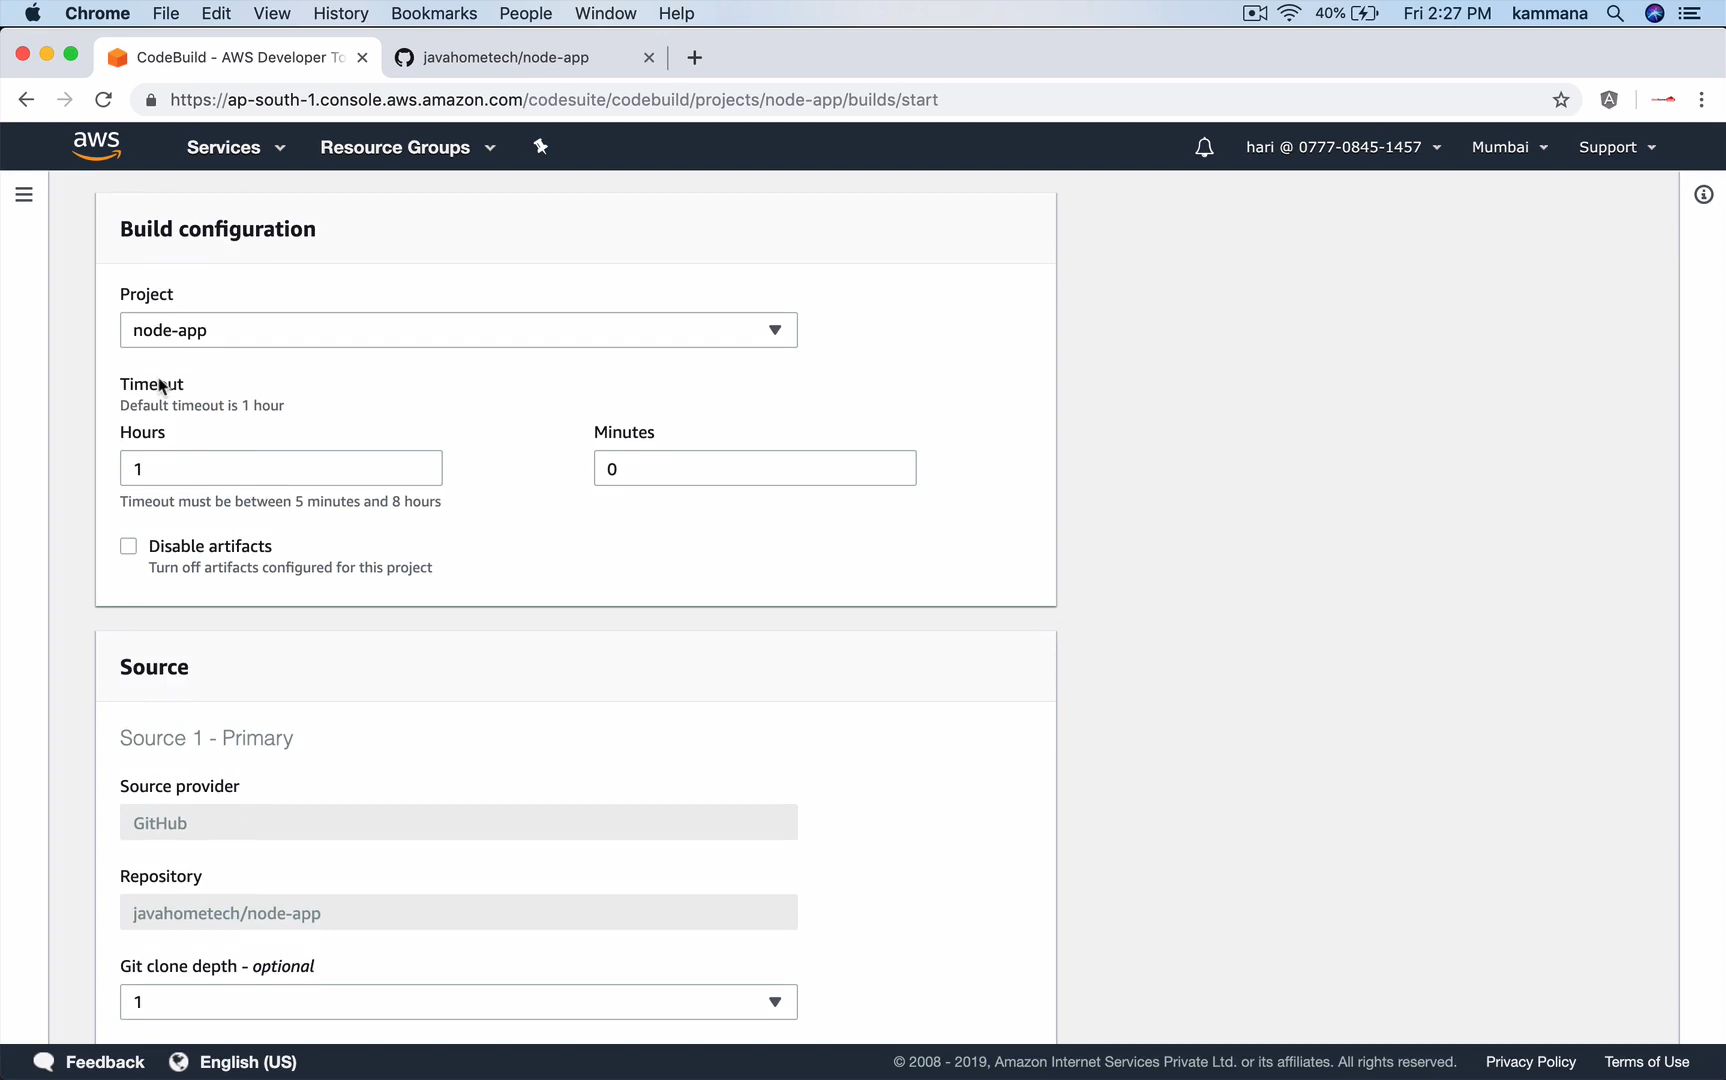 Chrome File Edit View History Bookmarks People Window Help 40% Fri 2:27 PM kammana
CodeBuild - AWS Developer To javahometech/node-app
https://ap-south-1.console.aws.amazon.com/codesuite/codebuild/projects/node-app/builds/start
aws Services Resource Groups hari @ 0777-0845-1457 Mumbai Support
Build configuration
Project
node-app
Timeout
Default timeout is 1 hour
Hours Minutes
1 0
Timeout must be between 5 minutes and 8 hours
Disable artifacts
Turn off artifacts configured for this project
Source
Source 1 - Primary
Source provider
GitHub
Repository
javahometech/node-app
Git clone depth - optional
1
Feedback English (US) © 2008 - 2019, Amazon Internet Services Private Ltd. or its affiliates. All rights reserved. Privacy Policy Terms of Use